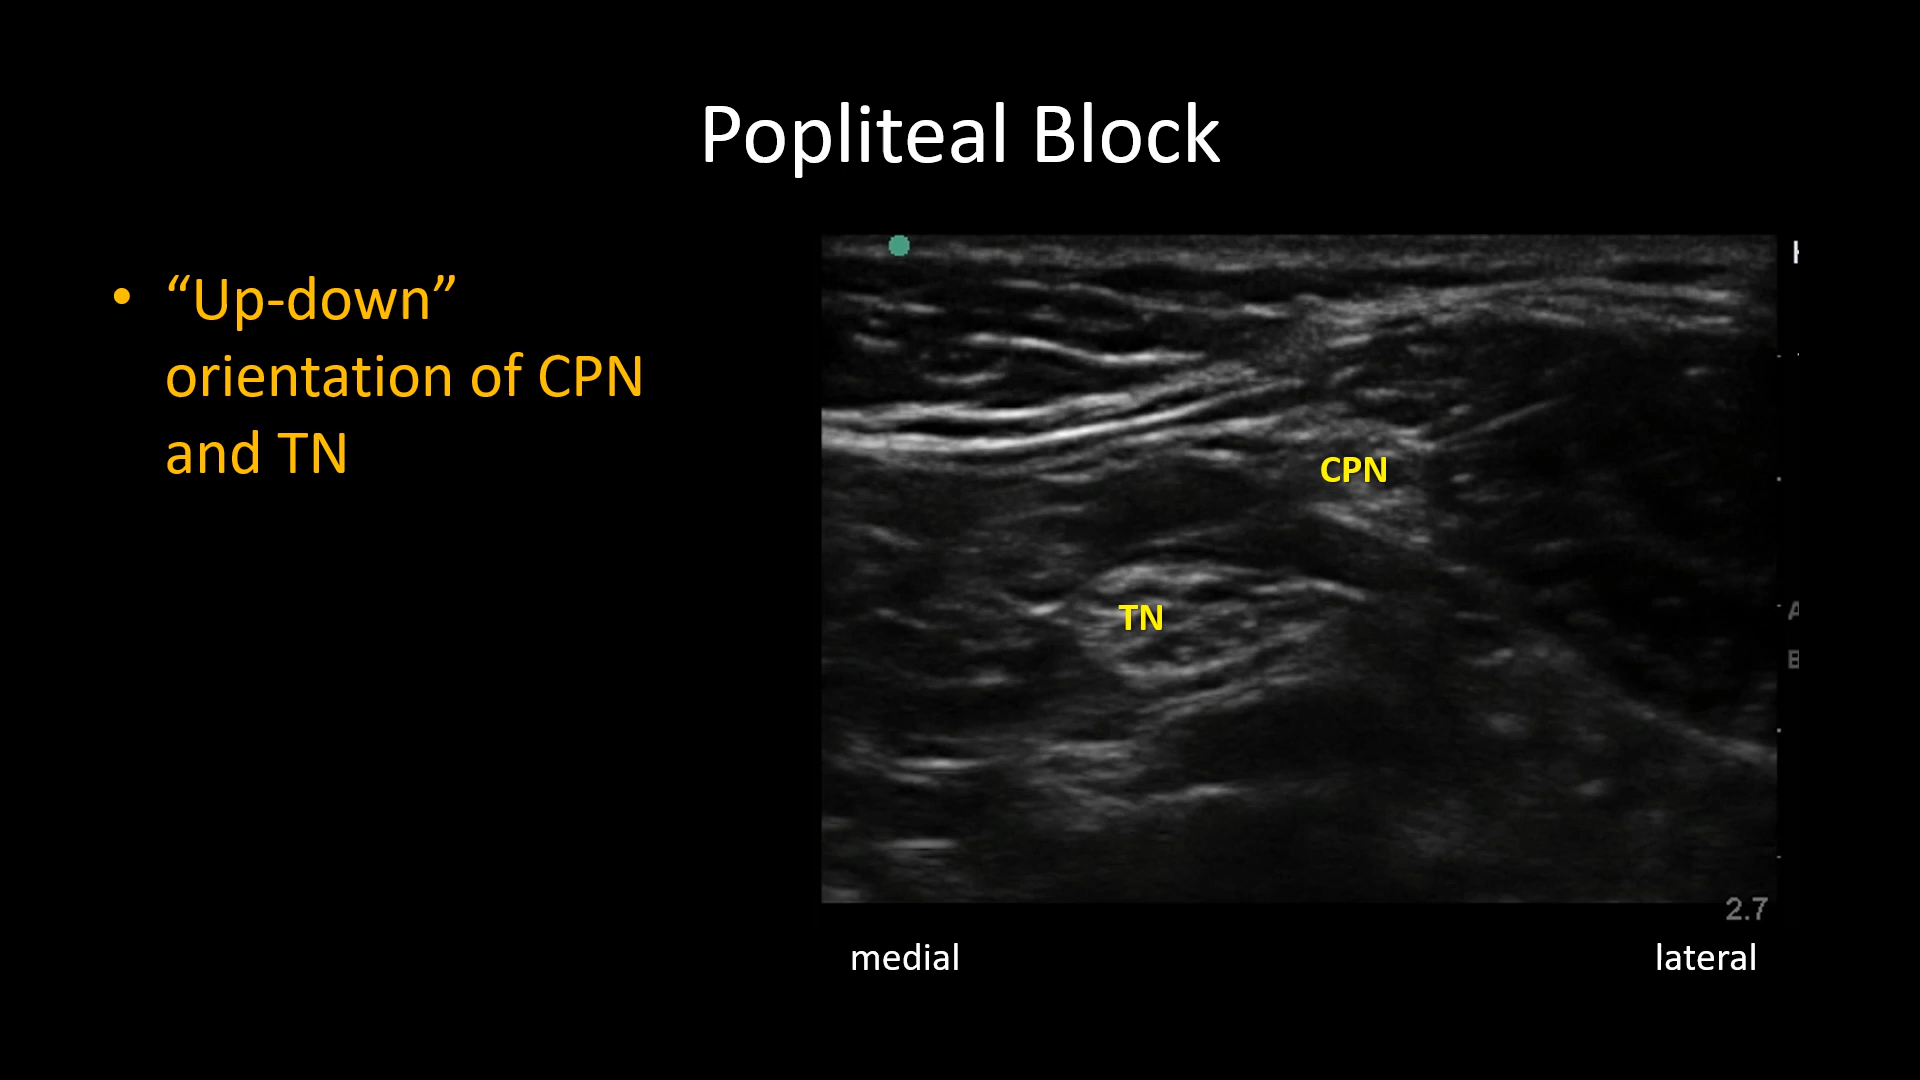 Popliteal Block
• “Up-down”
orientation of CPN
and TN
CPN
TN
A
B
2.7
medial
lateral